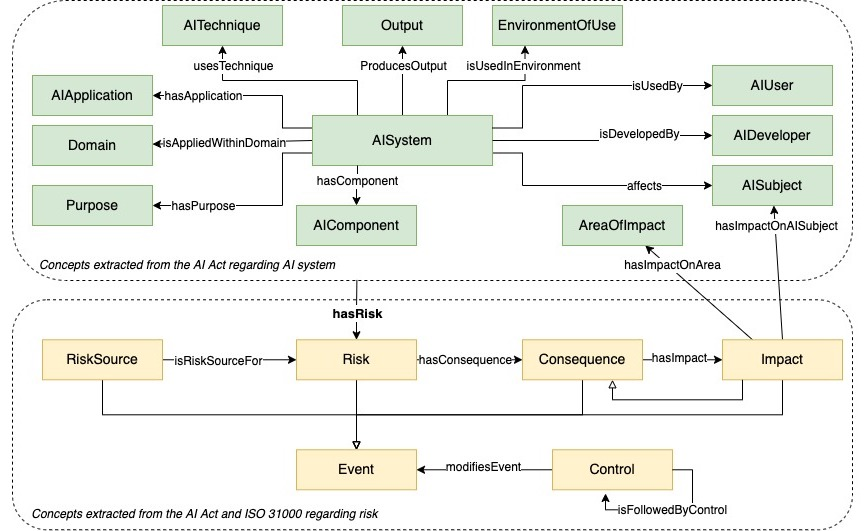 AITechnique
Output
EnvironmentOfUse
usesTechnique
ProducesOutput
isUsedInEnvironment
AIApplication
hasApplication
isUsedBy
AIUser
Domain
isAppliedWithinDomain
AISystem
isDevelopedBy
AIDeveloper
hasComponent
affects
AISubject
Purpose
hasPurpose
AIComponent
AreaOfImpact
hasImpactOnAISubject
Concepts extracted from the AI Act regarding AI system
hasImpactOnArea
hasRisk
RiskSource
isRiskSourceFor
Risk
hasConsequence
Consequence
hasImpact
Impact
Event
modifiesEvent
Control
Concepts extracted from the AI Act and ISO 31000 regarding risk
isFollowedByControl